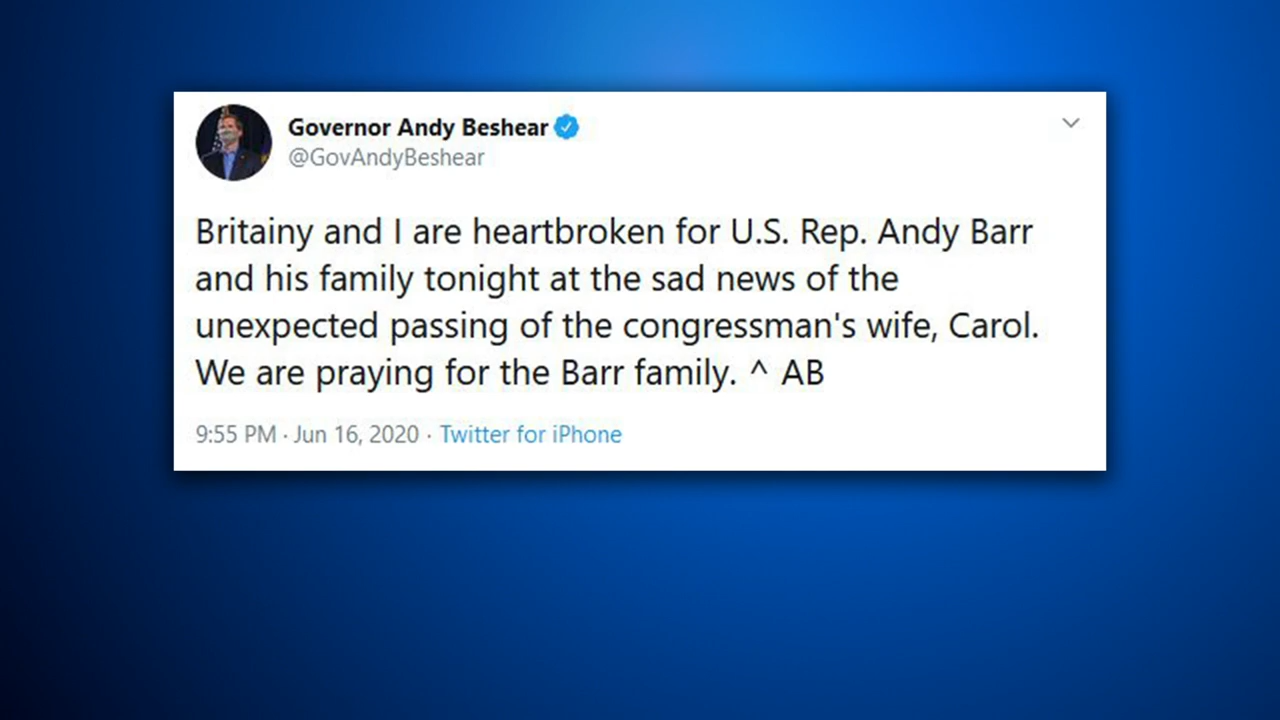 Governor Andy Beshear
@GovAndyBeshear
Britainy and I are heartbroken for U.S. Rep. Andy Barr
and his family tonight at the sad news of the
unexpected passing of the congressman's wife, Carol.
We are praying for the Barr family. ^ AB
9:55 PM · Jun 16, 2020 · Twitter for iPhone